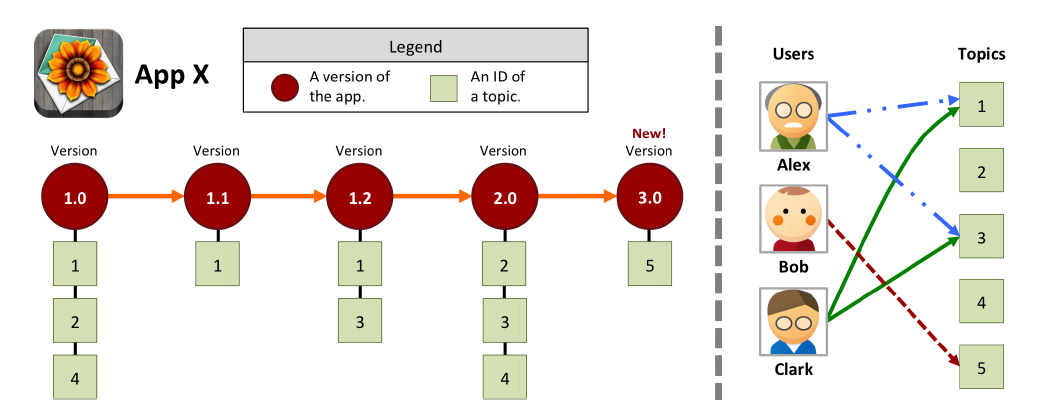 App X
Legend
A version of
the app.
An ID of
a topic.
Version
1.0
1
2
4
Version
1.1
1
Version
1.2
1
3
Version
2.0
2
3
4
New!
Version
3.0
5
Users
Alex
Bob
Clark
Topics
1
2
3
4
5